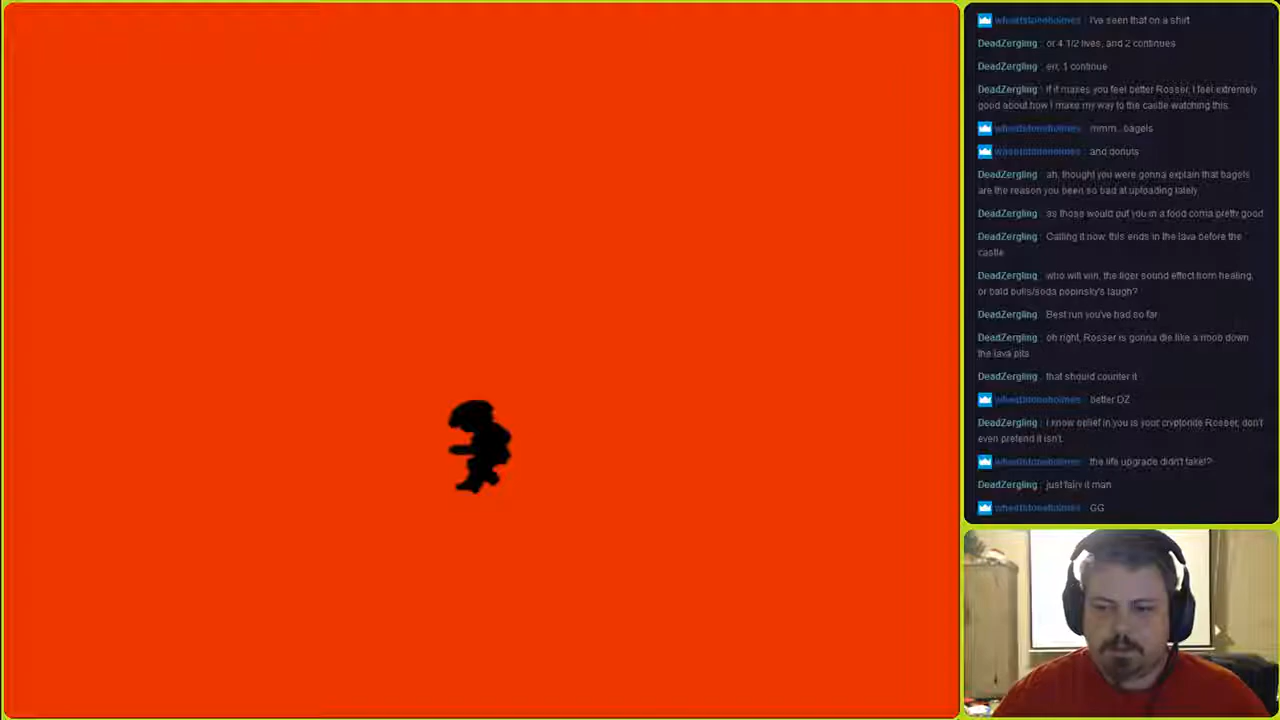 wheatstoneholmes : I've seen that on a shirt
DeadZergling : or 4 1/2 lives, and 2 continues
DeadZergling : err, 1 continue
DeadZergling : If it makes you feel better Rosser, I feel extremely
good about how I make my way to the castle watching this.
wheatstoneholmes : mmm...bagels
wheatstoneholmes : and donuts
DeadZergling : ah, thought you were gonna explain that bagels
are the reason you been so bad at uploading lately
DeadZergling : as those would put you in a food coma pretty good
DeadZergling : Calling it now, this ends in the lava before the
castle
DeadZergling : who will win, the tiger sound effect from healing,
or bald bulls/soda popinsky's laugh?
DeadZergling : Best run you've had so far
DeadZergling : oh right, Rosser is gonna die like a noob down
the lava pits
DeadZergling : that should counter it
wheatstoneholmes : better DZ
DeadZergling : I know belief in you is your cryptonite Rosser, don't
even pretend it isn't.
wheatstoneholmes : the life upgrade didn't take!?
DeadZergling : just fairy it man
wheatstoneholmes : GG